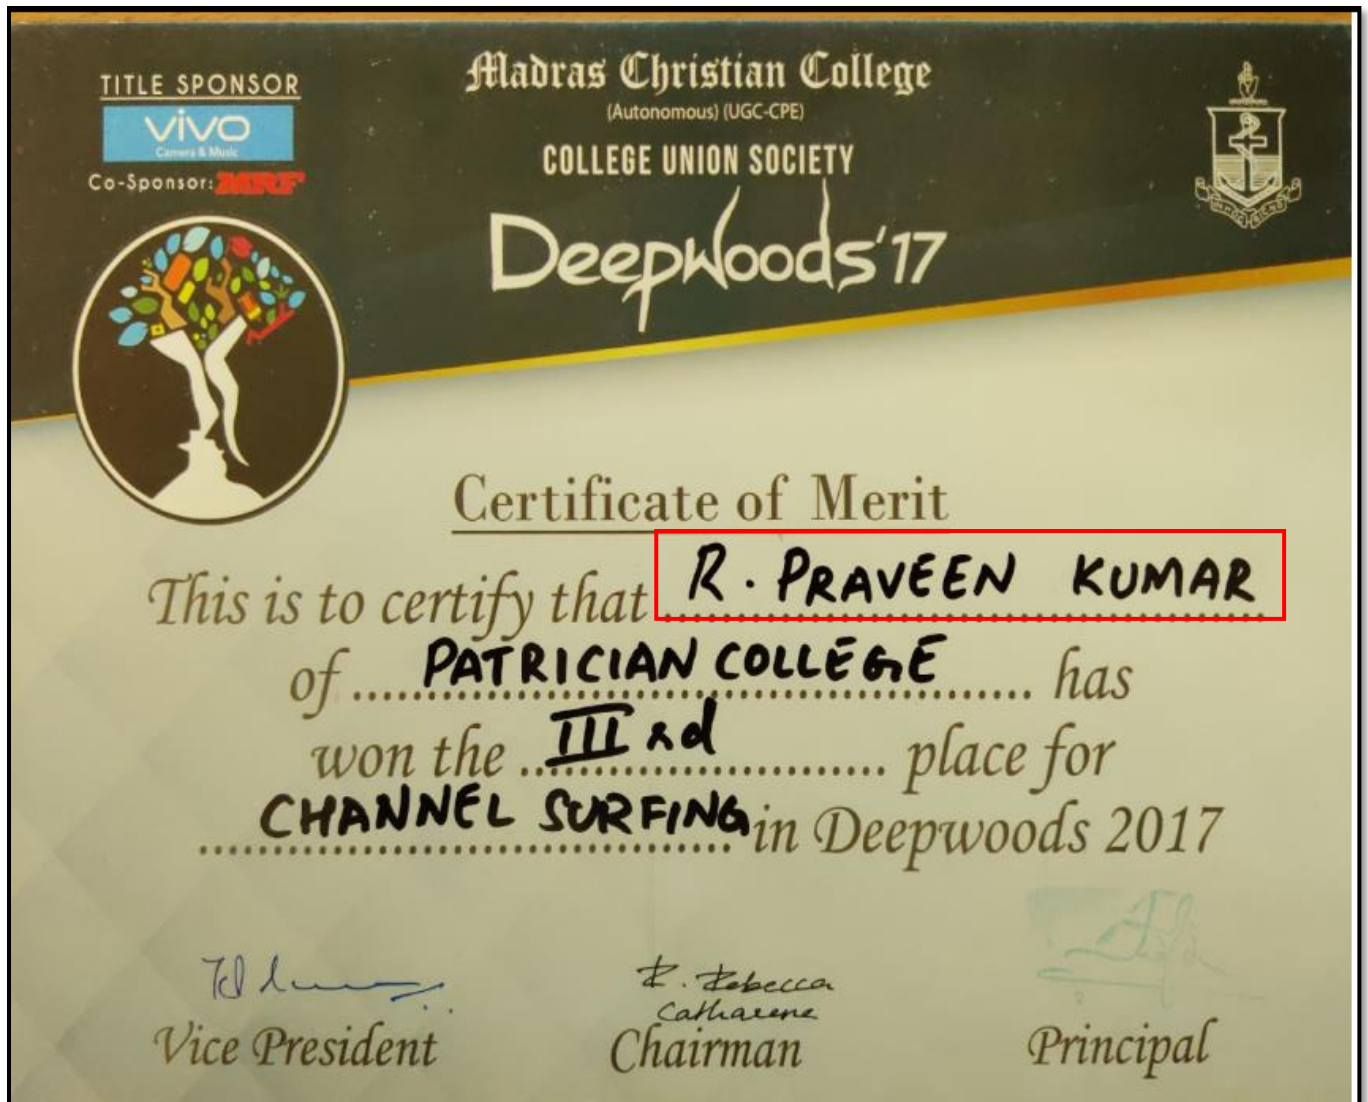 TITLE SPONSOR
vivo
Camera & Music
Co-Sponsor: MRF
Madras Christian College
(Autonomous) (UGC-CPE)
COLLEGE UNION SOCIETY
Deepwoods'17
Certificate of Merit
This is to certify that R. PRAVEEN KUMAR
of PATRICIAN COLLEGE has
won the III rd place for
CHANNEL SURFING in Deepwoods 2017
R. Rebecca
Catharene
Vice President Chairman Principal